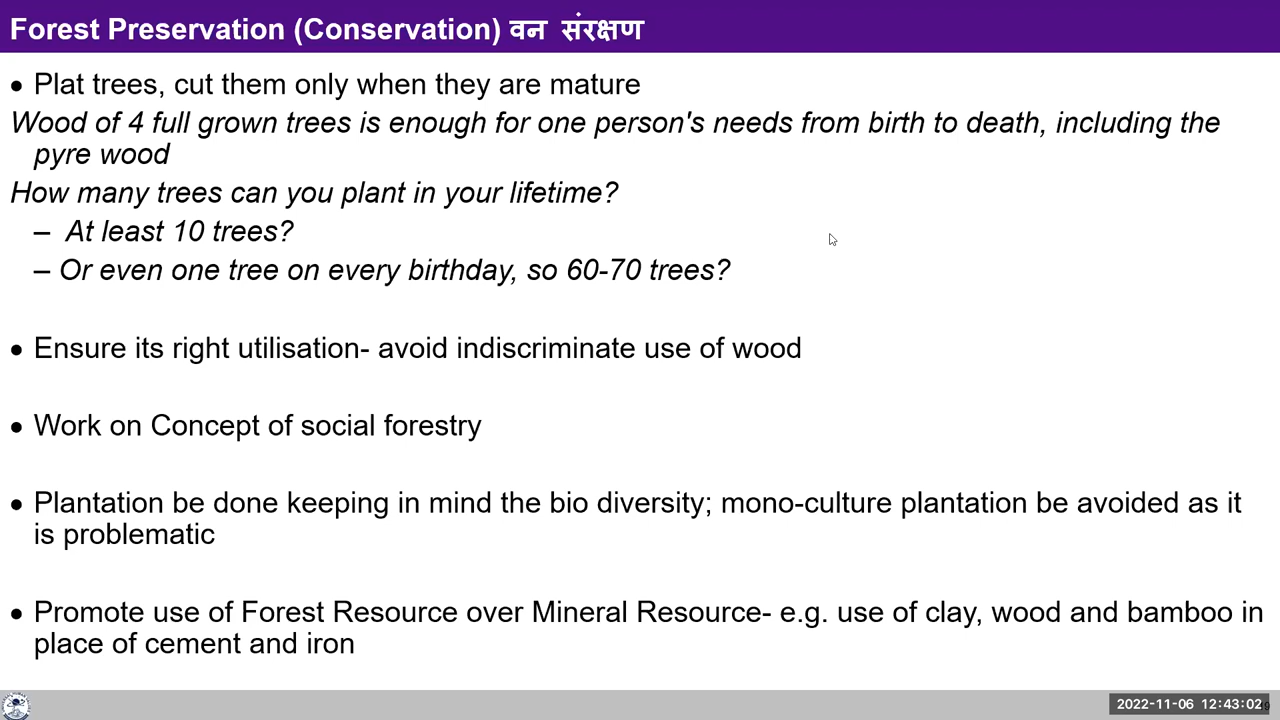 Forest Preservation (Conservation) वन संरक्षण
• Plat trees, cut them only when they are mature
Wood of 4 full grown trees is enough for one person's needs from birth to death, including the
pyre wood
How many trees can you plant in your lifetime?
– At least 10 trees?
– Or even one tree on every birthday, so 60-70 trees?
• Ensure its right utilisation- avoid indiscriminate use of wood
• Work on Concept of social forestry
• Plantation be done keeping in mind the bio diversity; mono-culture plantation be avoided as it
is problematic
• Promote use of Forest Resource over Mineral Resource- e.g. use of clay, wood and bamboo in
place of cement and iron
2022-11-06 12:43:02